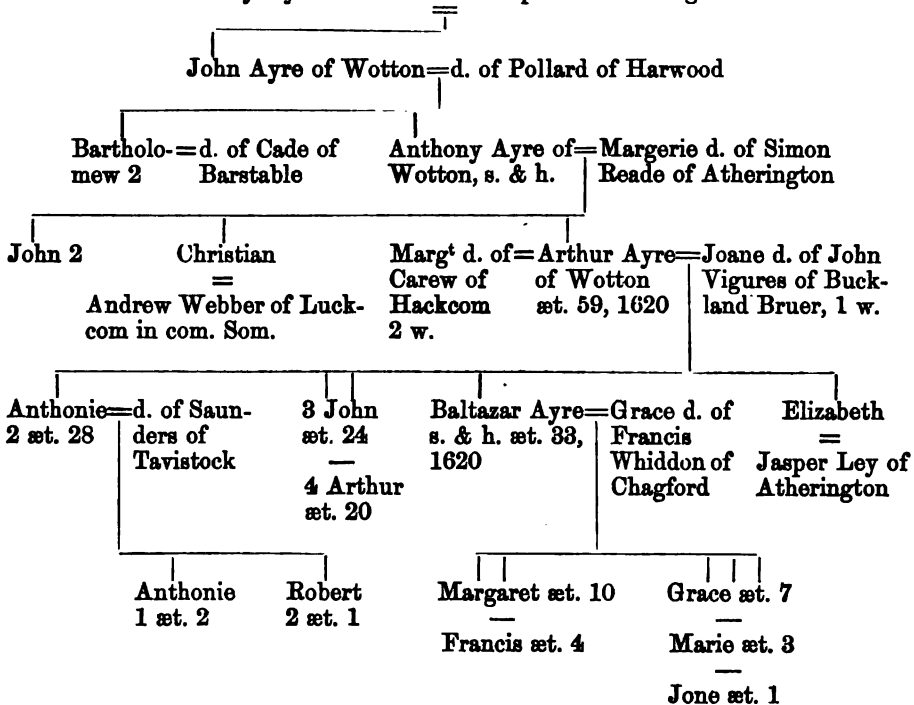 =
John Ayre of Wotton=d. of Pollard of Harwood
Bartholo-=d. of Cade of
mew 2 Barstable
Anthony Ayre of=Margerie d. of Simon
Wotton, s. & h. Reade of Atherington
John 2
Christian
=
Andrew Webber of Luck-
com in com. Som.
Margᵗ d. of=Arthur Ayre=Joane d. of John
Carew of of Wotton Vigures of Buck-
Hackcom æt. 59, 1620 land Bruer, 1 w.
2 w.
Anthonie=d. of Saun-
2 æt. 28 ders of
Tavistock
3 John
æt. 24
—
4 Arthur
æt. 20
Baltazar Ayre=Grace d. of
s. & h. æt. 33, Francis
1620 Whiddon of
Chagford
Elizabeth
=
Jasper Ley of
Atherington
Anthonie
1 æt. 2
Robert
2 æt. 1
Margaret æt. 10
—
Francis æt. 4
Grace æt. 7
—
Marie æt. 3
—
Jone æt. 1